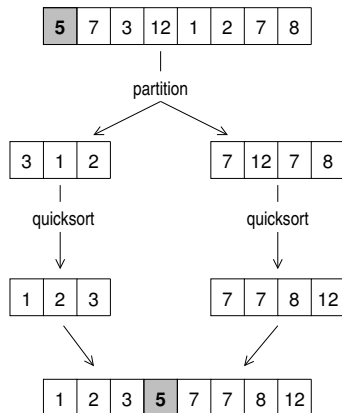 5 7 3 12 1 2 7 8
partition
3 1 2 7 12 7 8
quicksort quicksort
1 2 3 7 7 8 12
1 2 3 5 7 7 8 12